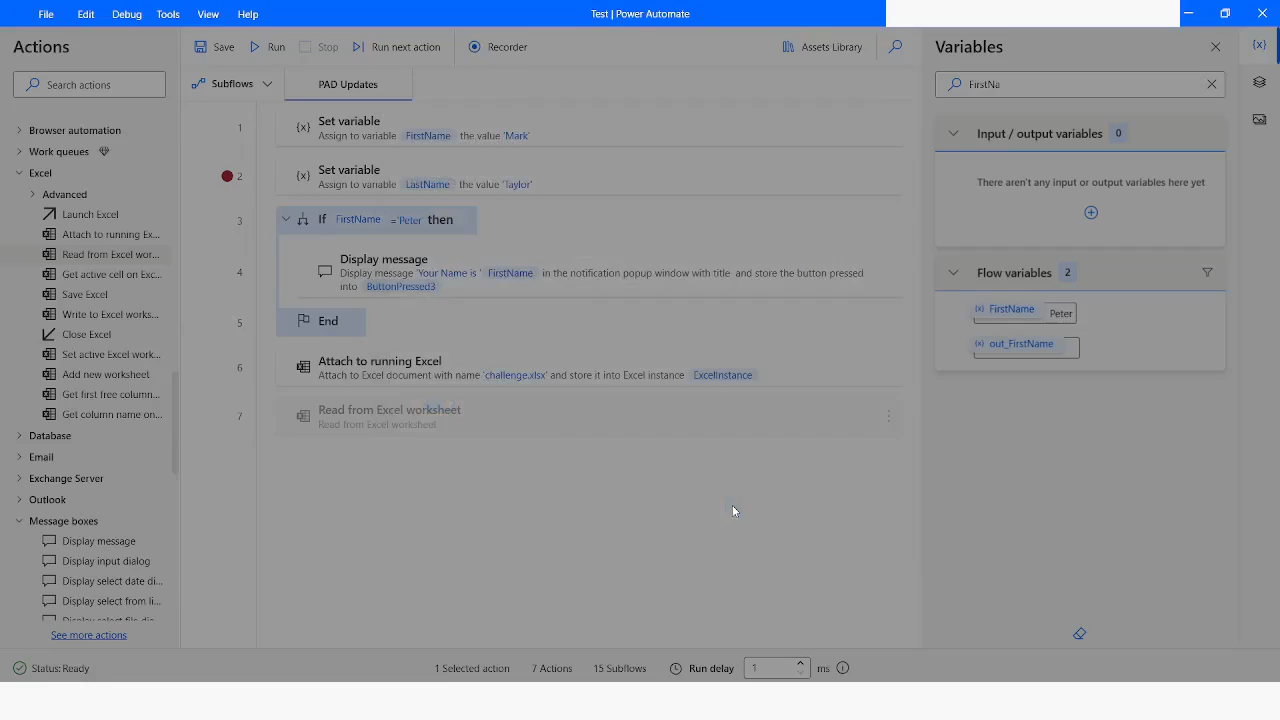 File Edit Debug Tools View Help Test | Power Automate
Actions
Search actions
Browser automation
Work queues
Excel
Advanced
Launch Excel
Attach to running Ex...
Read from Excel wor...
Get active cell on Exc...
Save Excel
Write to Excel works...
Close Excel
Set active Excel work...
Add new worksheet
Get first free column...
Get column name on...
Database
Email
Exchange Server
Outlook
Message boxes
Display message
Display input dialog
Display select date di...
Display select from li...
Display select file dia...
See more actions
Save Run Stop Run next action Recorder Assets Library
Subflows PAD Updates
1 {x} Set variable
Assign to variable FirstName the value 'Mark'
2 {x} Set variable
Assign to variable LastName the value 'Taylor'
3 If FirstName ='Peter' then
4 Display message
Display message 'Your Name is ' FirstName in the notification popup window with title and store the button pressed
into ButtonPressed3
5 End
6 Attach to running Excel
Attach to Excel document with name 'challenge.xlsx' and store it into Excel instance ExcelInstance
7 Read from Excel worksheet
Read from Excel worksheet
Variables {x}
FirstNa
Input / output variables 0
There aren't any input or output variables here yet
Flow variables 2
{x} FirstName Peter
{x} out_FirstName
Status: Ready 1 Selected action 7 Actions 15 Subflows Run delay 1 ms